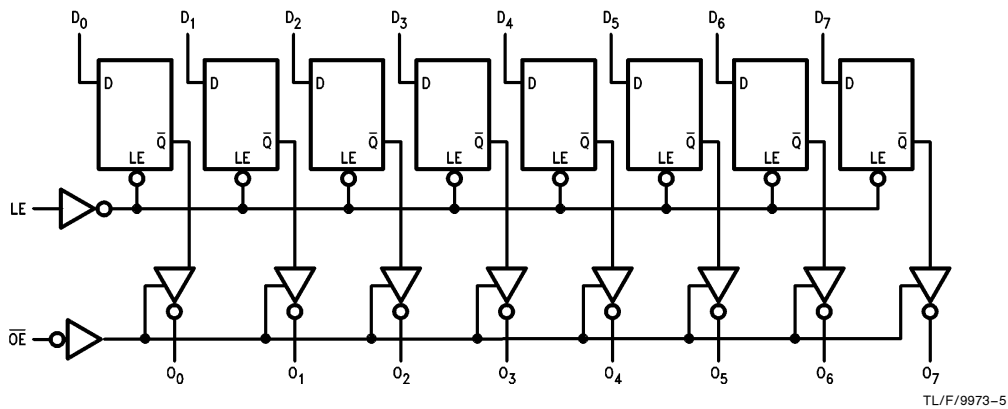 D₀ D₁ D₂ D₃ D₄ D₅ D₆ D₇
D D D D D D D D
Q̅ Q̅ Q̅ Q̅ Q̅ Q̅ Q̅ Q̅
LE LE LE LE LE LE LE LE
LE
O̅E̅
O₀ O₁ O₂ O₃ O₄ O₅ O₆ O₇
TL/F/9973–5